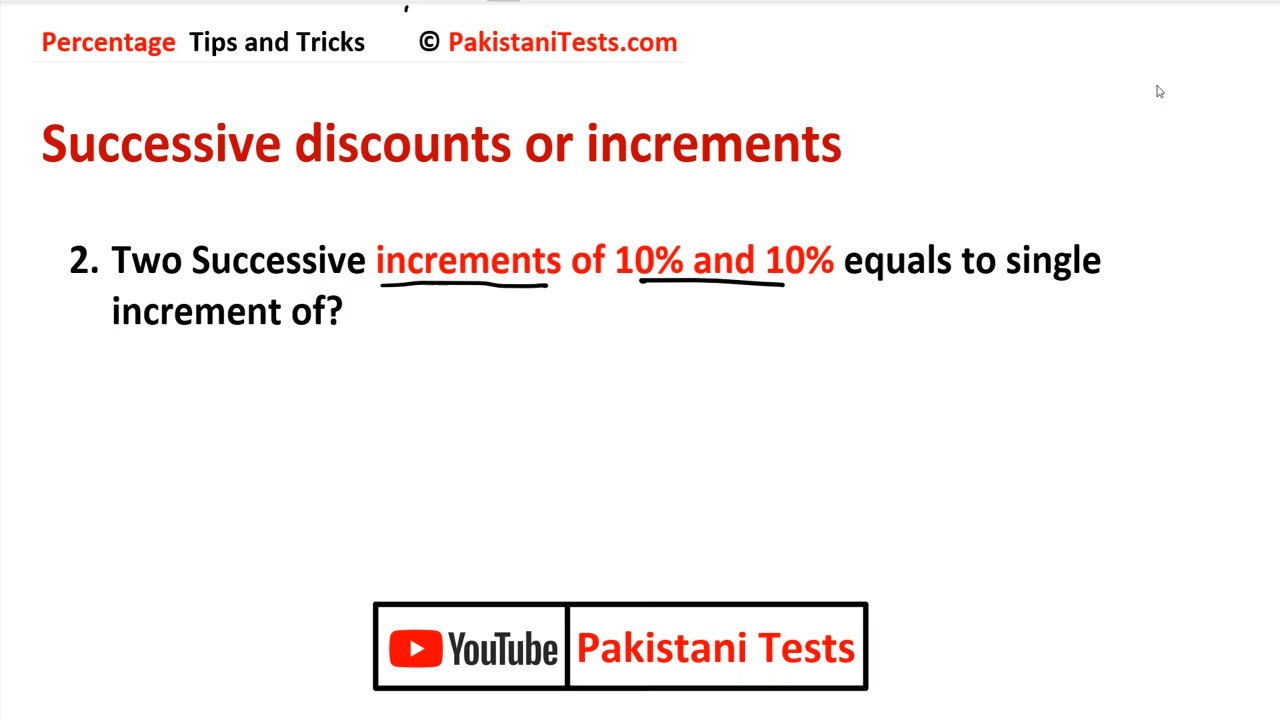 Percentage Tips and Tricks © PakistaniTests.com
Successive discounts or increments
2. Two Successive increments of 10% and 10% equals to single
increment of?
YouTube Pakistani Tests